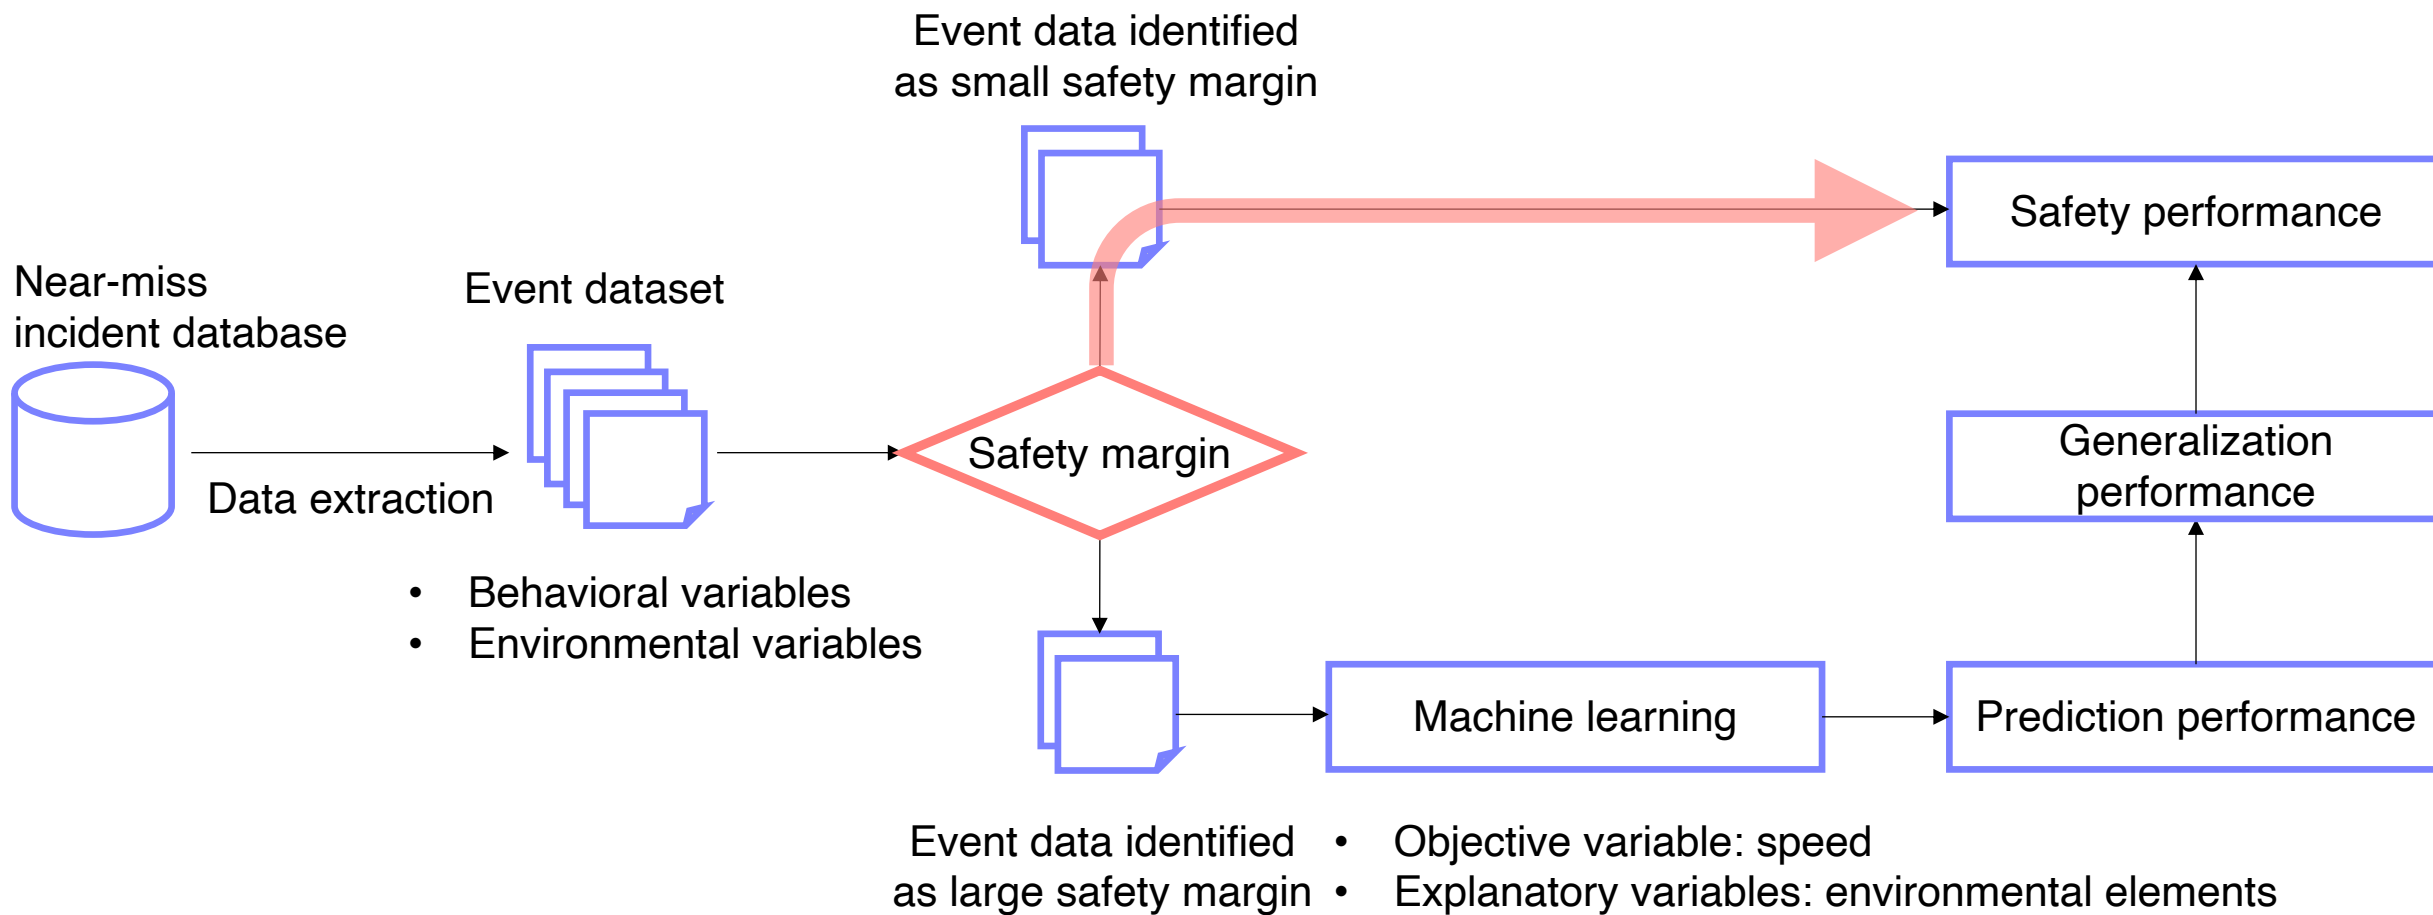 Event data identified
as small safety margin
Safety performance
Near-miss
incident database
Event dataset
Data extraction
Safety margin
Generalization
performance
• Behavioral variables
• Environmental variables
Machine learning
Prediction performance
Event data identified
as large safety margin
• Objective variable: speed
• Explanatory variables: environmental elements